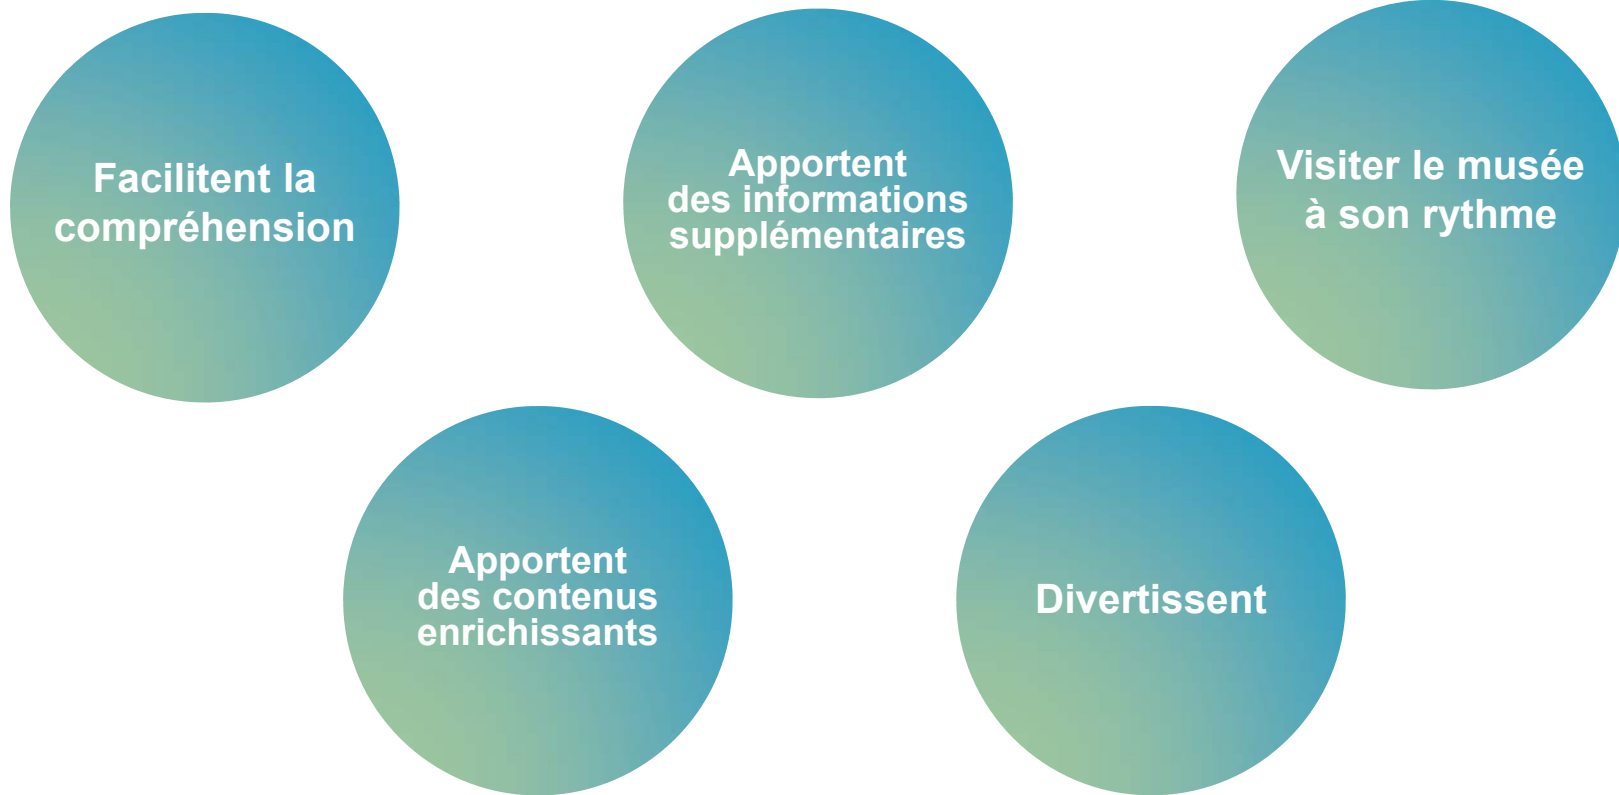 Facilitent la
compréhension
Apportent
des informations
supplémentaires
Visiter le musée
à son rythme
Apportent
des contenus
enrichissants
Divertissent